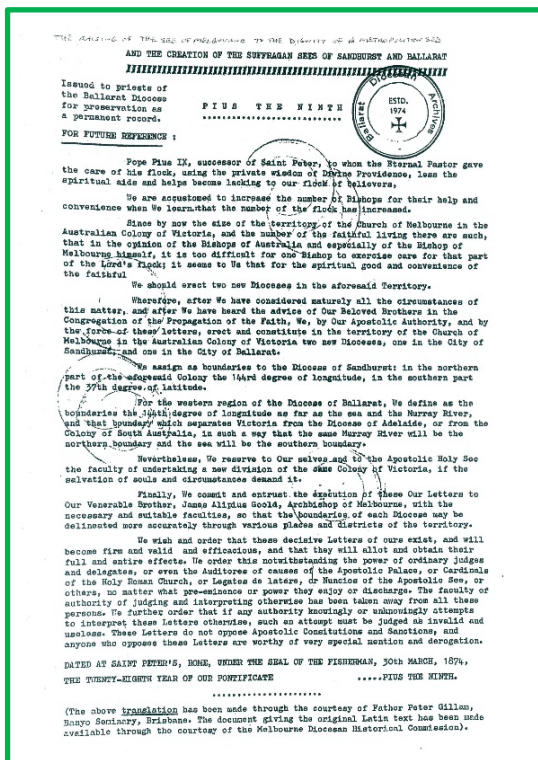 THE RAISING OF THE SEE OF MELBOURNE TO THE DIGNITY OF A METROPOLITAN SEE
AND THE CREATION OF THE SUFFRAGAN SEES OF SANDHURST AND BALLARAT
Issued to priests of
the Ballarat Diocese
for preservation as
a permanent record.
PIUS THE NINTH
FOR FUTURE REFERENCE :
Ballarat Diocesan Archives
ESTD.
1974
Pope Pius IX, successor of Saint Peter, to whom the Eternal Pastor gave
the care of his flock, using the private wisdom of Divine Providence, less the
spiritual aids and helps become lacking to our flock of believers,
We are accustomed to increase the number of Bishops for their help and
convenience when We learn that the number of the flock has increased.
Since by now the size of the territory of the Church of Melbourne in the
Australian Colony of Victoria, and the number of the faithful living there are such,
that in the opinion of the Bishops of Australia and especially of the Bishop of
Melbourne himself, it is too difficult for one Bishop to exercise care for that part
of the Lord's flock; it seems to Us that for the spiritual good and convenience of
the faithful
We should erect two new Dioceses in the aforesaid Territory.
Wherefore, after We have considered maturely all the circumstances of
this matter, and after We have heard the advice of Our Beloved Brothers in the
Congregation of the Propagation of the Faith, We, by Our Apostolic Authority, and by
the force of these letters, erect and constitute in the territory of the Church of
Melbourne in the Australian Colony of Victoria two new Dioceses, one in the City of
Sandhurst, and one in the City of Ballarat.
We assign as boundaries to the Diocese of Sandhurst: in the northern
part of the aforesaid Colony the 144rd degree of longnitude, in the southern part
the 37th degree of latitude.
For the western region of the Diocese of Ballarat, We define as the
boundaries the 144th degree of longnitude as far as the sea and the Murray River,
and that boundary which separates Victoria from the Diocese of Adelaide, or from the
Colony of South Australia, in such a way that the same Murray River will be the
northern boundary and the sea will be the southern boundary.
Nevertheless, We reserve to Our selves and to the Apostolic Holy See
the faculty of undertaking a new division of the same Colony of Victoria, if the
salvation of souls and circumstances demand it.
Finally, We commit and entrust the execution of these Our Letters to
Our Venerable Brother, James Alipius Goold, Archbishop of Melbourne, with the
necessary and suitable faculties, so that the boundaries of each Diocese may be
delineated more accurately through various places and districts of the territory.
We wish and order that these decisive Letters of ours exist, and will
become firm and valid and efficacious, and that they will allot and obtain their
full and entire effects. We order this notwithstanding the power of ordinary judges
and delegates, or even the Auditors of causes of the Apostolic Palace, or Cardinals
of the Holy Roman Church, or Legates de latere, or Nuncios of the Apostolic See, or
others, no matter what pre-eminence or power they enjoy or discharge. The faculty of
authority of judging and interpreting otherwise has been taken away from all these
persons. We further order that if any authority knowingly or unknowingly attempts
to interpret these Letters otherwise, such an attempt must be judged as invalid and
useless. These Letters do not oppose Apostolic Consitutions and Sanctions, and
anyone who opposes these Letters are worthy of very special mention and derogation.
DATED AT SAINT PETER'S, ROME, UNDER THE SEAL OF THE FISHERMAN, 30th MARCH, 1874,
THE TWENTY-EIGHTH YEAR OF OUR PONTIFICATE .....PIUS THE NINTH.
(The above translation has been made through the courtesy of Father Peter Gillam,
Banyo Seminary, Brisbane. The document giving the original Latin text has been made
available through the courtesy of the Melbourne Diocesan Historical Commission).